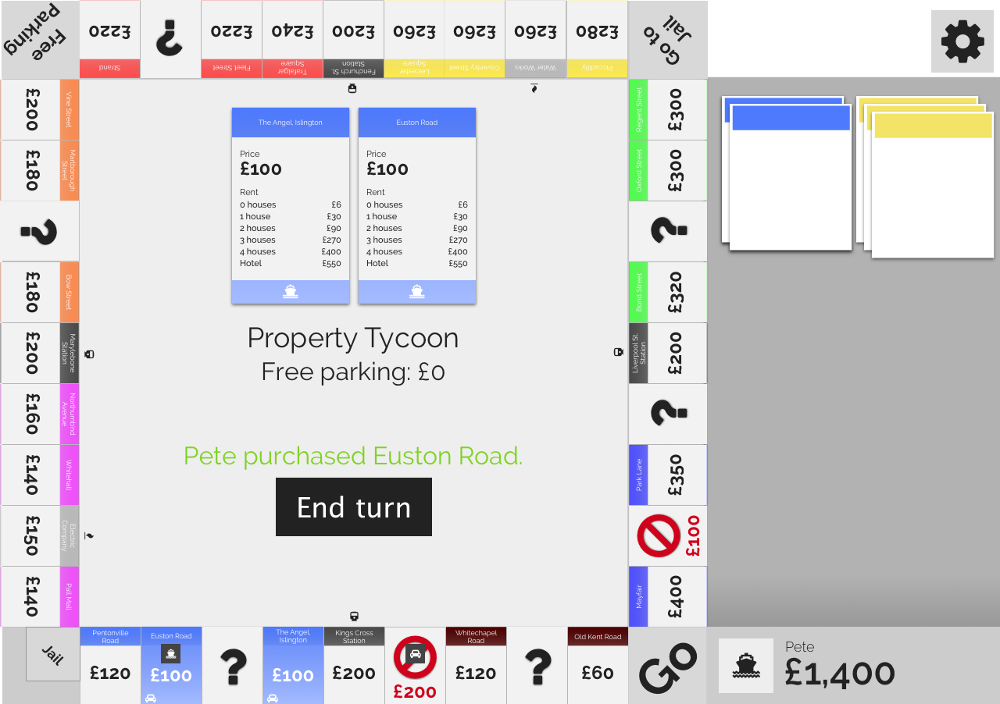 Free
Parking
£220
Strand
?
£220
Fleet Street
£240
Trafalgar
Square
£200
Fenchurch St.
Station
£260
Leicester
Square
£260
Coventry Street
£260
Water Works
£280
Piccadilly
Go to
Jail
£200
Vine Street
£180
Marlborough
Street
?
£180
Bow Street
£200
Marylebone
Station
£160
Northumbnd
Avenue
£140
Whitehall
£150
Electric
Company
£140
Pall Mall
The Angel, Islington
Price
£100
Rent
0 houses £6
1 house £30
2 houses £90
3 houses £270
4 houses £400
Hotel £550
Euston Road
Price
£100
Rent
0 houses £6
1 house £30
2 houses £90
3 houses £270
4 houses £400
Hotel £550
Property Tycoon
Free parking: £0
Pete purchased Euston Road.
End turn
Regent Street
£300
Oxford Street
£300
?
Bond Street
£320
Liverpool St.
Station
£200
?
Park Lane
£350
£100
Mayfair
£400
Jail
Pentonville
Road
£120
Euston Road
£100
?
The Angel,
Islington
£100
Kings Cross
Station
£200
£200
Whitechapel
Road
£120
?
Old Kent Road
£60
Go
Pete
£1,400